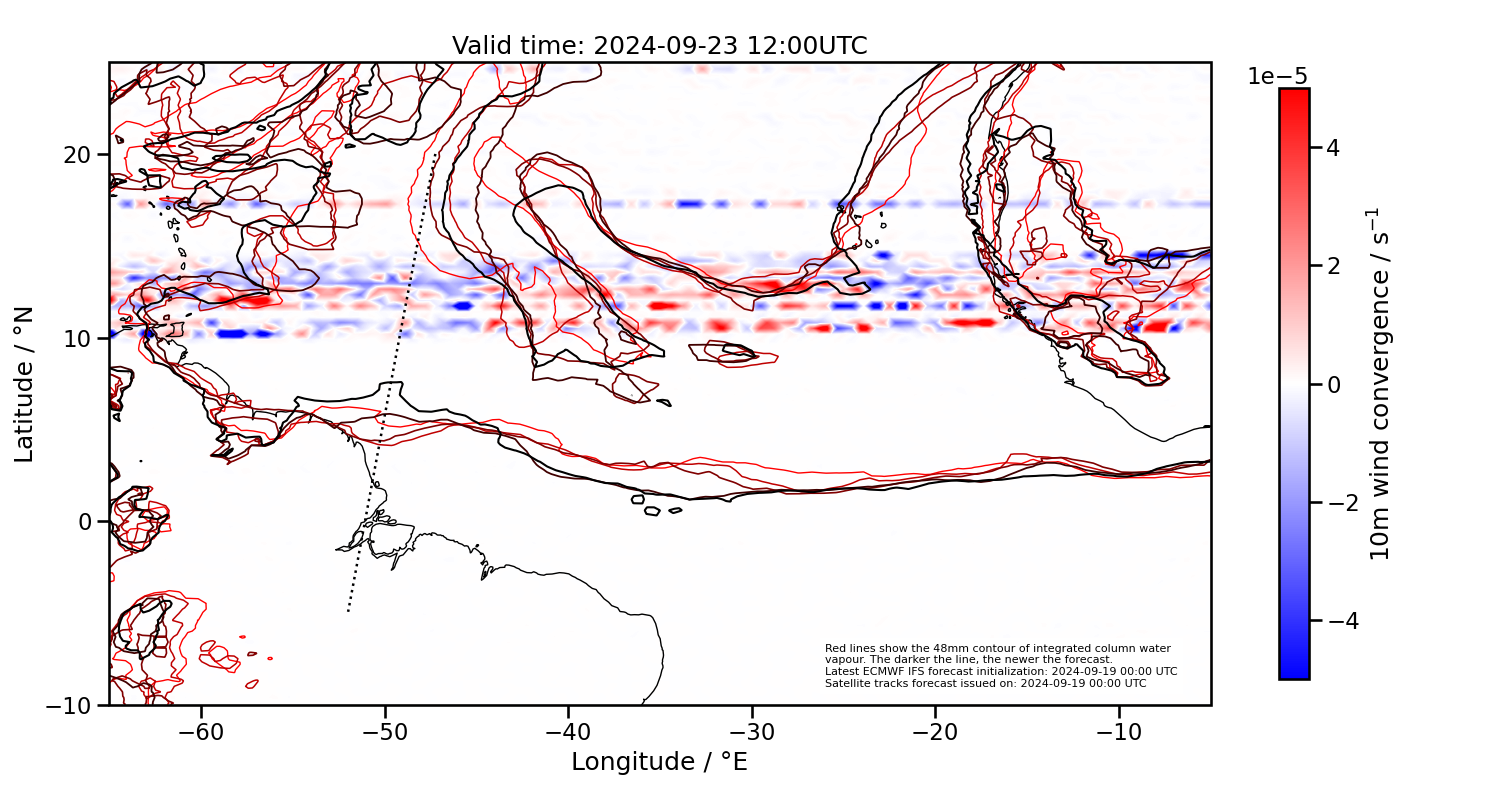 Valid time: 2024-09-23 12:00UTC
1e−5
20
10
0
−10
−60
−50
−40
−30
−20
−10
Longitude / °E
Latitude / °N
4
2
0
−2
−4
10m wind convergence / s⁻¹
Red lines show the 48mm contour of integrated column water
vapour. The darker the line, the newer the forecast.
Latest ECMWF IFS forecast initialization: 2024-09-19 00:00 UTC
Satellite tracks forecast issued on: 2024-09-19 00:00 UTC